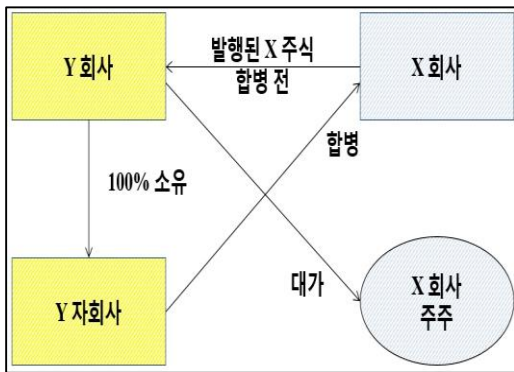 Y 회사
발행된 X 주식
합병 전
X 회사
합병
100% 소유
대가
Y 자회사
X 회사
주주